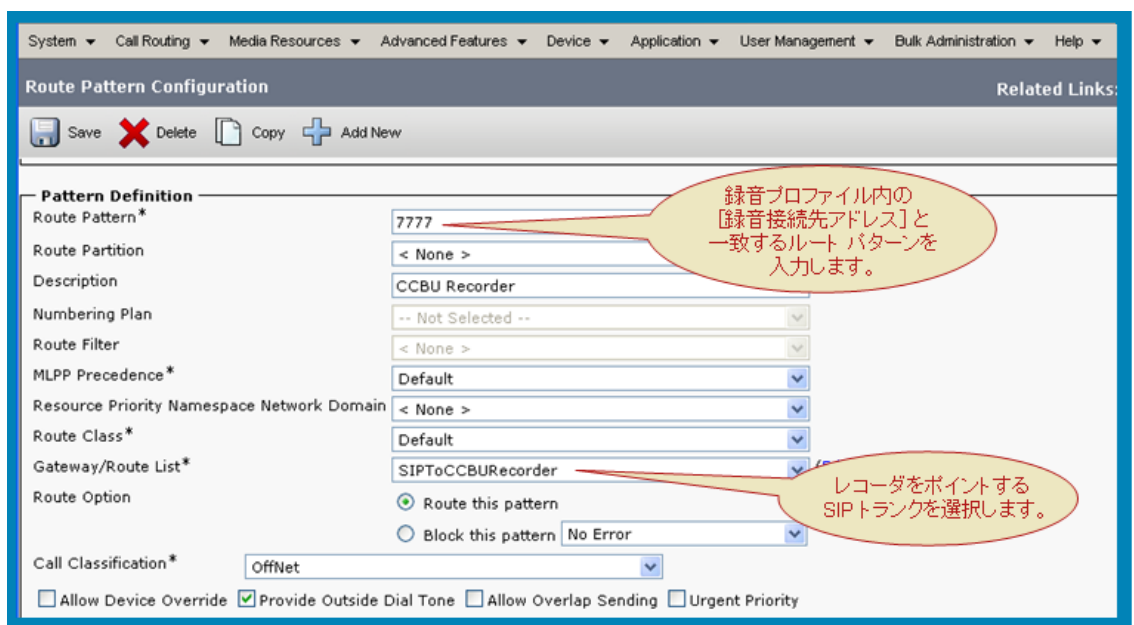 System Call Routing Media Resources Advanced Features Device Application User Management Bulk Administration Help
Route Pattern Configuration Related Links:
Save Delete Copy Add New
Pattern Definition
Route Pattern* 7777
録音プロファイル内の
[録音接続先アドレス] と
一致するルート パターンを
入力します。
Route Partition < None >
Description CCBU Recorder
Numbering Plan -- Not Selected --
Route Filter < None >
MLPP Precedence* Default
Resource Priority Namespace Network Domain < None >
Route Class* Default
Gateway/Route List* SIPToCCBURecorder
レコーダをポイントする
SIP トランクを選択します。
Route Option Route this pattern
Block this pattern No Error
Call Classification* OffNet
Allow Device Override Provide Outside Dial Tone Allow Overlap Sending Urgent Priority